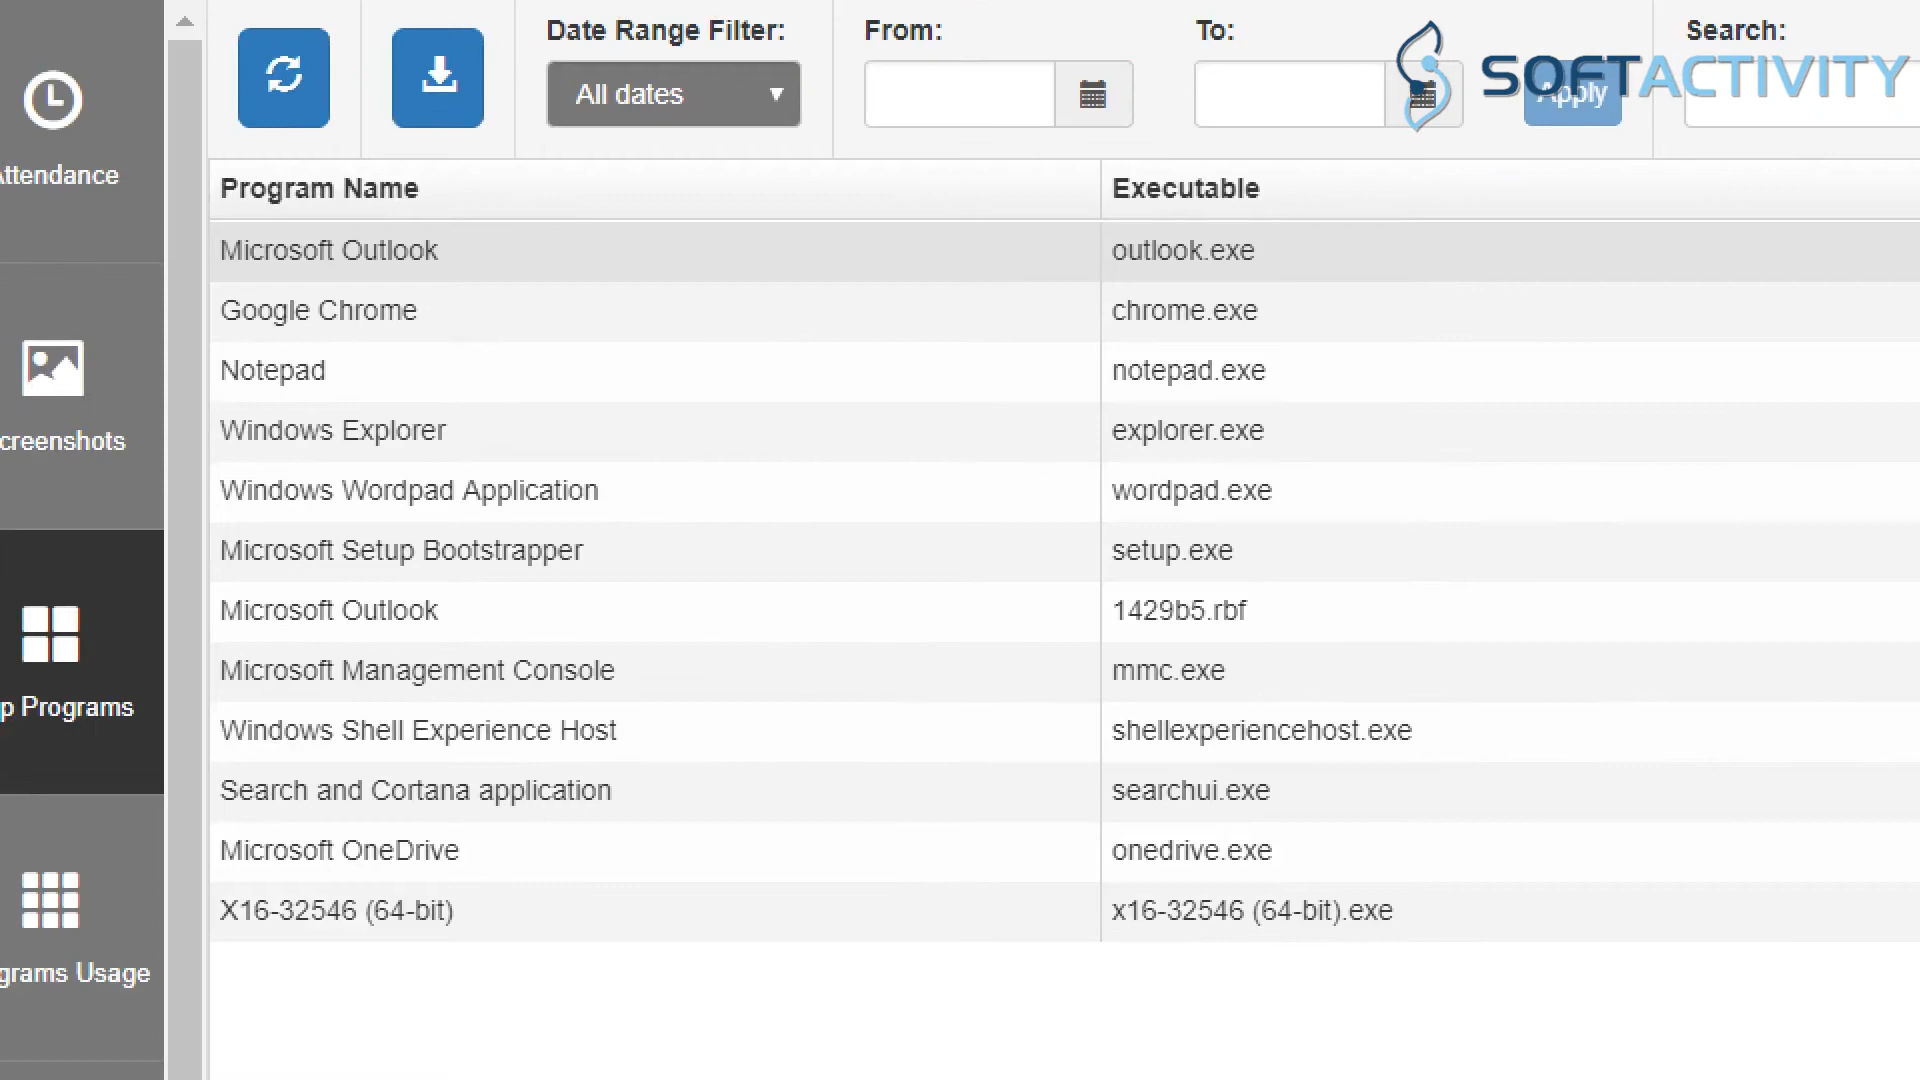 Date Range Filter:
From:
To:
Search:
All dates
Apply
SOFTACTIVITY
ttendance
creenshots
p Programs
grams Usage
Program Name
Executable
Microsoft Outlook
outlook.exe
Google Chrome
chrome.exe
Notepad
notepad.exe
Windows Explorer
explorer.exe
Windows Wordpad Application
wordpad.exe
Microsoft Setup Bootstrapper
setup.exe
Microsoft Outlook
1429b5.rbf
Microsoft Management Console
mmc.exe
Windows Shell Experience Host
shellexperiencehost.exe
Search and Cortana application
searchui.exe
Microsoft OneDrive
onedrive.exe
X16-32546 (64-bit)
x16-32546 (64-bit).exe